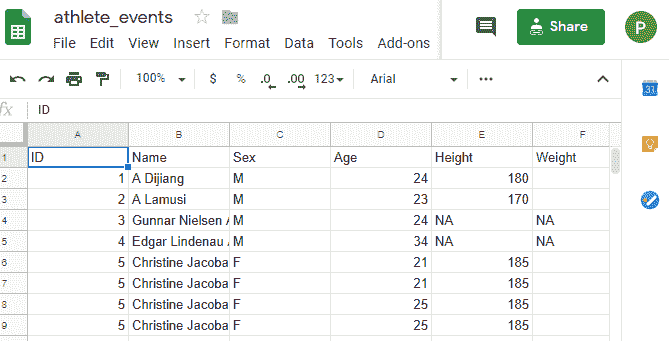 athlete_events
File Edit View Insert Format Data Tools Add-ons
Share
P
100% $ % .0 .00 123 Arial
31
fx ID
A B C D E F
1 ID Name Sex Age Height Weight
2 1 A Dijiang M 24 180
3 2 A Lamusi M 23 170
4 3 Gunnar Nielsen M 24 NA NA
5 4 Edgar Lindenau M 34 NA NA
6 5 Christine Jacoba F 21 185
7 5 Christine Jacoba F 21 185
8 5 Christine Jacoba F 25 185
9 5 Christine Jacoba F 25 185